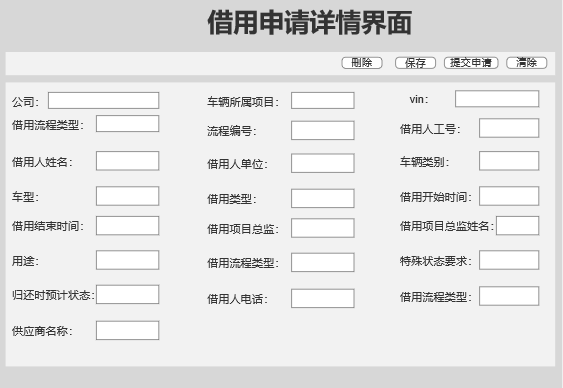 借用申请详情界面
刪除 保存 提交申请 清除
公司： 车辆所属项目： vin：
借用流程类型： 流程编号： 借用人工号：
借用人姓名： 借用人单位： 车辆类别：
车型： 借用类型： 借用开始时间：
借用结束时间： 借用项目总监： 借用项目总监姓名：
用途： 借用流程类型： 特殊状态要求：
归还时预计状态： 借用人电话： 借用流程类型：
供应商名称：